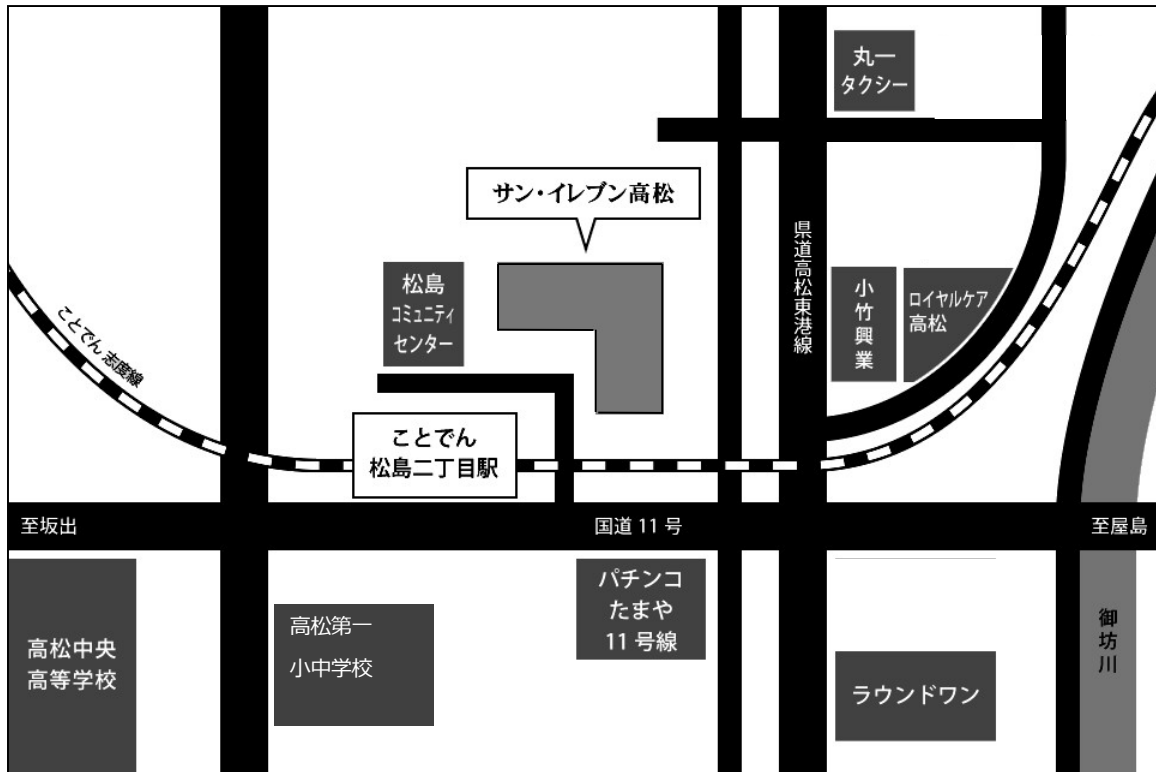 丸一
タクシー
サン・イレブン高松
県道高松東港線
松島
コミュニティ
センター
小竹興業
ロイヤルケア
高松
ことでん 志度線
ことでん
松島二丁目駅
至坂出
国道 11 号
至屋島
高松中央
高等学校
高松第一
小中学校
パチンコ
たまや
11 号線
ラウンドワン
御坊川